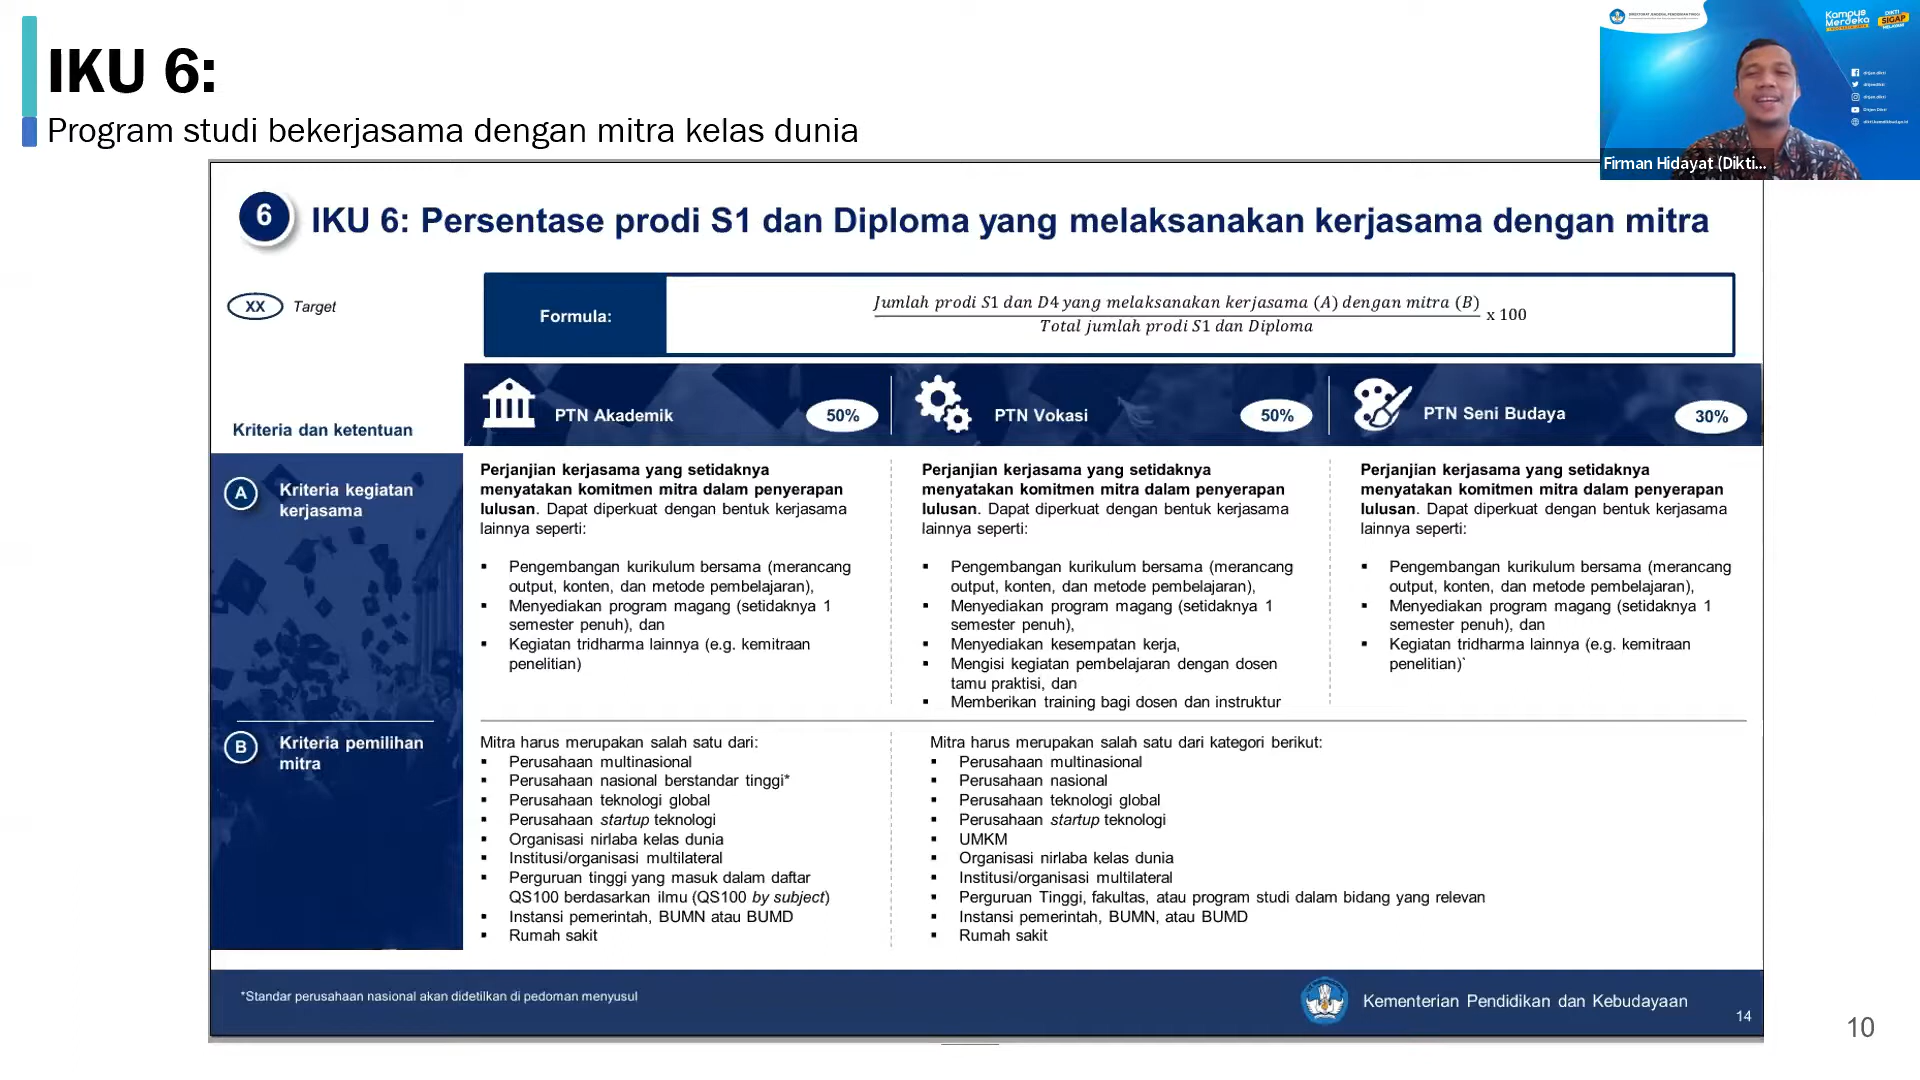 IKU 6:
Program studi bekerjasama dengan mitra kelas dunia
Kampus
Merdeka
DIKTI
SIGAP
Firman Hidayat (Dikti...
6
IKU 6: Persentase prodi S1 dan Diploma yang melaksanakan kerjasama dengan mitra
XX Target
Formula:
Jumlah prodi S1 dan D4 yang melaksanakan kerjasama (A) dengan mitra (B)
Total jumlah prodi S1 dan Diploma
x 100
Kriteria dan ketentuan
PTN Akademik 50%
PTN Vokasi 50%
PTN Seni Budaya 30%
A
Kriteria kegiatan
kerjasama
Perjanjian kerjasama yang setidaknya
menyatakan komitmen mitra dalam penyerapan
lulusan. Dapat diperkuat dengan bentuk kerjasama
lainnya seperti:
▪ Pengembangan kurikulum bersama (merancang
output, konten, dan metode pembelajaran),
▪ Menyediakan program magang (setidaknya 1
semester penuh), dan
▪ Kegiatan tridharma lainnya (e.g. kemitraan
penelitian)
Perjanjian kerjasama yang setidaknya
menyatakan komitmen mitra dalam penyerapan
lulusan. Dapat diperkuat dengan bentuk kerjasama
lainnya seperti:
▪ Pengembangan kurikulum bersama (merancang
output, konten, dan metode pembelajaran),
▪ Menyediakan program magang (setidaknya 1
semester penuh),
▪ Menyediakan kesempatan kerja,
▪ Mengisi kegiatan pembelajaran dengan dosen
tamu praktisi, dan
▪ Memberikan training bagi dosen dan instruktur
Perjanjian kerjasama yang setidaknya
menyatakan komitmen mitra dalam penyerapan
lulusan. Dapat diperkuat dengan bentuk kerjasama
lainnya seperti:
▪ Pengembangan kurikulum bersama (merancang
output, konten, dan metode pembelajaran),
▪ Menyediakan program magang (setidaknya 1
semester penuh), dan
▪ Kegiatan tridharma lainnya (e.g. kemitraan
penelitian)`
B
Kriteria pemilihan
mitra
Mitra harus merupakan salah satu dari:
▪ Perusahaan multinasional
▪ Perusahaan nasional berstandar tinggi*
▪ Perusahaan teknologi global
▪ Perusahaan startup teknologi
▪ Organisasi nirlaba kelas dunia
▪ Institusi/organisasi multilateral
▪ Perguruan tinggi yang masuk dalam daftar
QS100 berdasarkan ilmu (QS100 by subject)
▪ Instansi pemerintah, BUMN atau BUMD
▪ Rumah sakit
Mitra harus merupakan salah satu dari kategori berikut:
▪ Perusahaan multinasional
▪ Perusahaan nasional
▪ Perusahaan teknologi global
▪ Perusahaan startup teknologi
▪ UMKM
▪ Organisasi nirlaba kelas dunia
▪ Institusi/organisasi multilateral
▪ Perguruan Tinggi, fakultas, atau program studi dalam bidang yang relevan
▪ Instansi pemerintah, BUMN, atau BUMD
▪ Rumah sakit
*Standar perusahaan nasional akan didetilkan di pedoman menyusul
Kementerian Pendidikan dan Kebudayaan
14
10